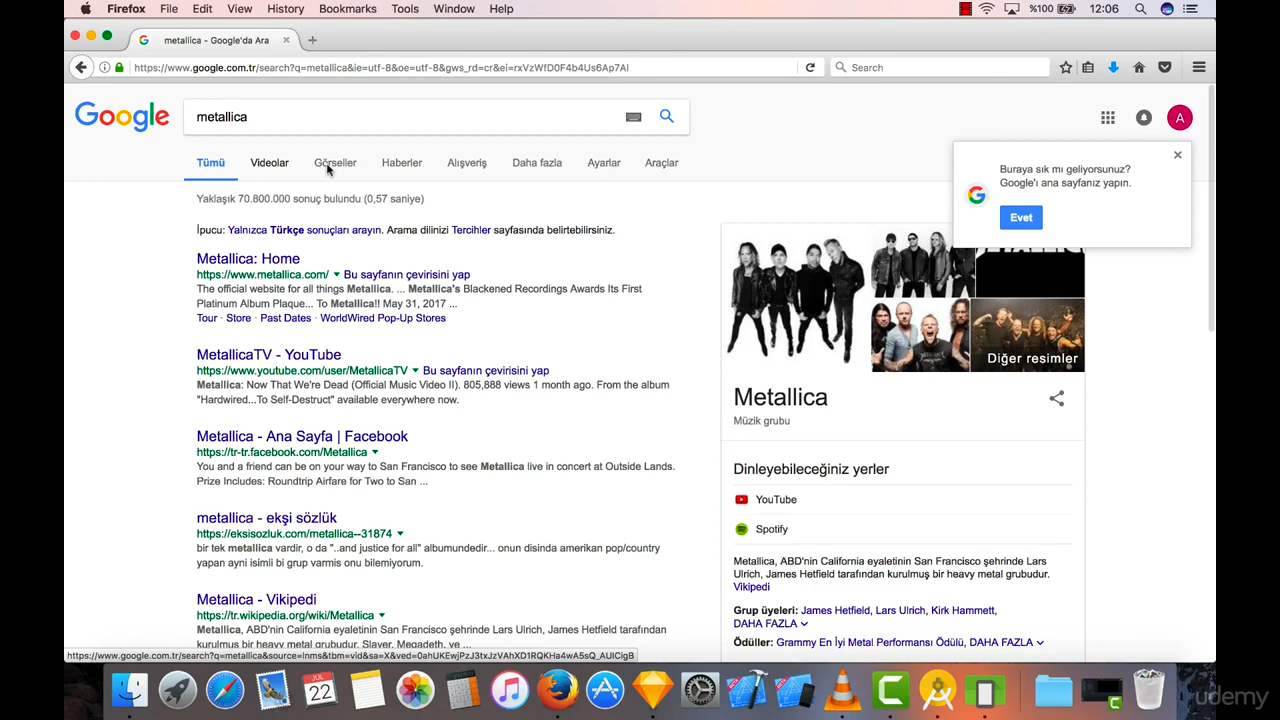 Firefox File Edit View History Bookmarks Tools Window Help %100 12:06
metallica - Google'da Ara
https://www.google.com.tr/search?q=metallica&ie=utf-8&oe=utf-8&gws_rd=cr&ei=rxVzWfD0F4b4Us6Ap7AI
Search
Google
metallica
A
Tümü Videolar Görseller Haberler Alışveriş Daha fazla Ayarlar Araçlar
Buraya sık mı geliyorsunuz?
Google'ı ana sayfanız yapın.
Evet
Yaklaşık 70.800.000 sonuç bulundu (0,57 saniye)
İpucu: Yalnızca Türkçe sonuçları arayın. Arama dilinizi Tercihler sayfasında belirtebilirsiniz.
Metallica: Home
https://www.metallica.com/ Bu sayfanın çevirisini yap
The official website for all things Metallica. ... Metallica's Blackened Recordings Awards Its First
Platinum Album Plaque... To Metallica!! May 31, 2017 ...
Tour · Store · Past Dates · WorldWired Pop-Up Stores
MetallicaTV - YouTube
https://www.youtube.com/user/MetallicaTV Bu sayfanın çevirisini yap
Metallica: Now That We're Dead (Official Music Video II). 805,888 views 1 month ago. From the album
"Hardwired...To Self-Destruct" available everywhere now.
Metallica - Ana Sayfa | Facebook
https://tr-tr.facebook.com/Metallica
You and a friend can be on your way to San Francisco to see Metallica live in concert at Outside Lands.
Prize Includes: Roundtrip Airfare for Two to San ...
metallica - ekşi sözlük
https://eksisozluk.com/metallica--31874
bir tek metallica vardir, o da "..and justice for all" albumundedir... onun disinda amerikan pop/country
yapan ayni isimli bi grup varmis onu bilemiyorum.
Metallica - Vikipedi
https://tr.wikipedia.org/wiki/Metallica
Metallica, ABD'nin California eyaletinin San Francisco şehrinde Lars Ulrich, James Hetfield tarafından
kurulmuş bir heavy metal grubudur. Slayer, Megadeth, ve
Diğer resimler
Metallica
Müzik grubu
Dinleyebileceğiniz yerler
YouTube
Spotify
Metallica, ABD'nin California eyaletinin San Francisco şehrinde Lars
Ulrich, James Hetfield tarafından kurulmuş bir heavy metal grubudur.
Vikipedi
Grup üyeleri: James Hetfield, Lars Ulrich, Kirk Hammett,
DAHA FAZLA
Ödüller: Grammy En İyi Metal Performansı Ödülü, DAHA FAZLA
JUL
22
udemy